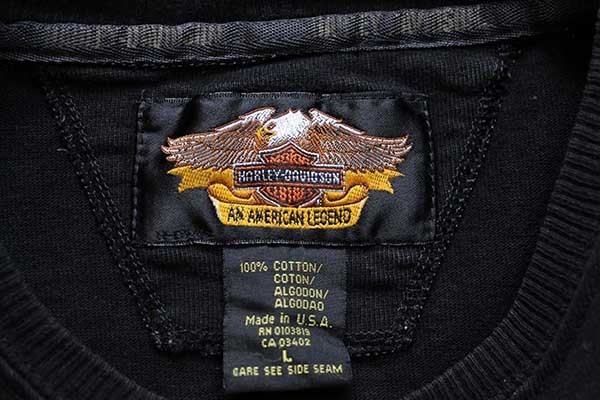 HARLEY-DAVIDSON
AN AMERICAN LEGEND
100% COTTON/
COTON/
ALGODON/
ALGODAO
Made in U.S.A.
RN 0103819
CA 03402
L
CARE SEE SIDE SEAM